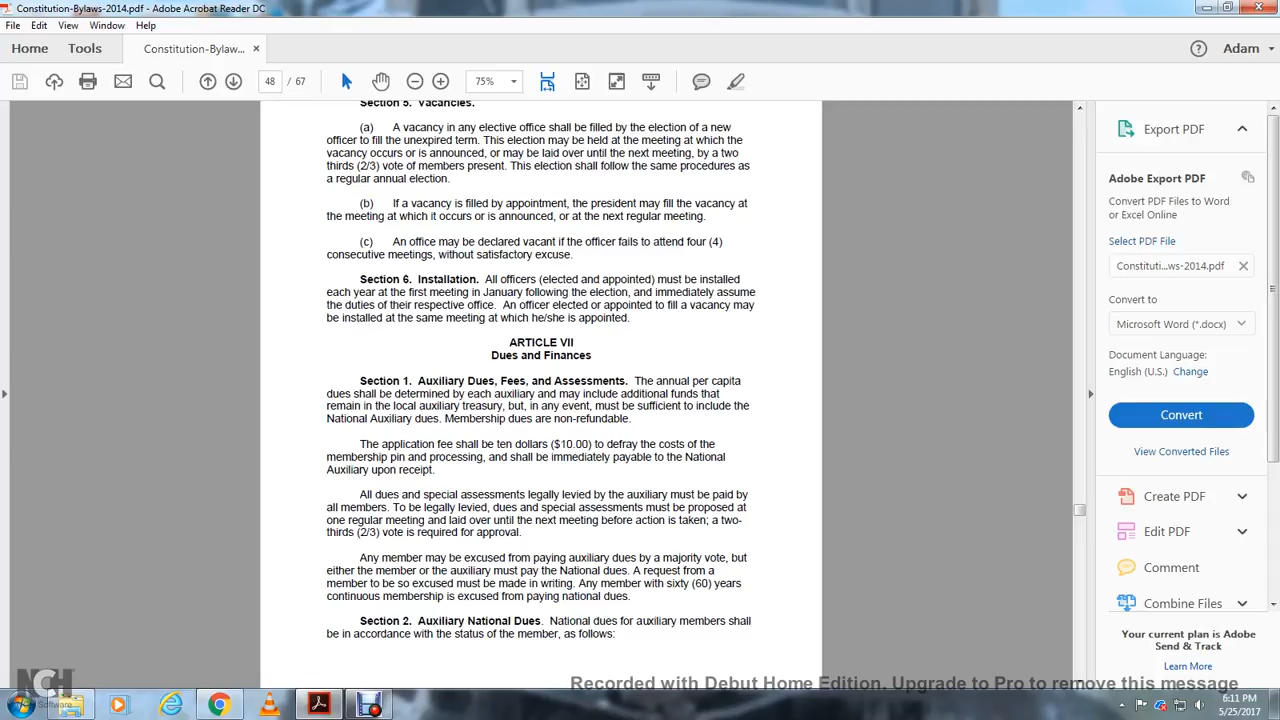 Constitution-Bylaws-2014.pdf - Adobe Acrobat Reader DC
File Edit View Window Help
Home Tools Constitution-Bylaw... ×
Adam
48 / 67 75%
Section 5. Vacancies.
(a) A vacancy in any elective office shall be filled by the election of a new
officer to fill the unexpired term. This election may be held at the meeting at which the
vacancy occurs or is announced, or may be laid over until the next meeting, by a two
thirds (2/3) vote of members present. This election shall follow the same procedures as
a regular annual election.
(b) If a vacancy is filled by appointment, the president may fill the vacancy at
the meeting at which it occurs or is announced, or at the next regular meeting.
(c) An office may be declared vacant if the officer fails to attend four (4)
consecutive meetings, without satisfactory excuse.
Section 6. Installation. All officers (elected and appointed) must be installed
each year at the first meeting in January following the election, and immediately assume
the duties of their respective office. An officer elected or appointed to fill a vacancy may
be installed at the same meeting at which he/she is appointed.
ARTICLE VII
Dues and Finances
Section 1. Auxiliary Dues, Fees, and Assessments. The annual per capita
dues shall be determined by each auxiliary and may include additional funds that
remain in the local auxiliary treasury, but, in any event, must be sufficient to include the
National Auxiliary dues. Membership dues are non-refundable.
The application fee shall be ten dollars ($10.00) to defray the costs of the
membership pin and processing, and shall be immediately payable to the National
Auxiliary upon receipt.
All dues and special assessments legally levied by the auxiliary must be paid by
all members. To be legally levied, dues and special assessments must be proposed at
one regular meeting and laid over until the next meeting before action is taken; a two-
thirds (2/3) vote is required for approval.
Any member may be excused from paying auxiliary dues by a majority vote, but
either the member or the auxiliary must pay the National dues. A request from a
member to be so excused must be made in writing. Any member with sixty (60) years
continuous membership is excused from paying national dues.
Section 2. Auxiliary National Dues. National dues for auxiliary members shall
be in accordance with the status of the member, as follows:
Export PDF
Adobe Export PDF
Convert PDF Files to Word
or Excel Online
Select PDF File
Constituti...ws-2014.pdf
Convert to
Microsoft Word (*.docx)
Document Language:
English (U.S.) Change
Convert
View Converted Files
Create PDF
Edit PDF
Comment
Combine Files
Your current plan is Adobe
Send & Track
Learn More
NCH
Software
Recorded with Debut Home Edition. Upgrade to Pro to remove this message
6:11 PM
5/25/2017